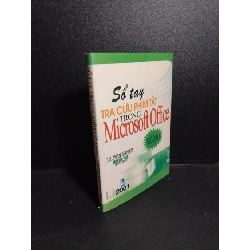 Sổ tay
TRA CỨU PHÍM TẮT
TRONG
Microsoft Office
2001